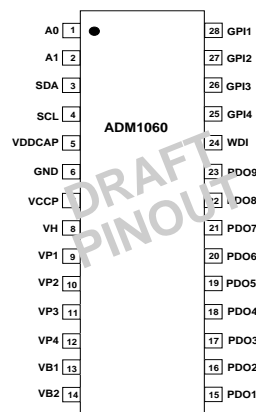 A0 1 28 GPI1
A1 2 27 GPI2
SDA 3 26 GPI3
SCL 4 25 GPI4
ADM1060
VDDCAP 5 24 WDI
GND 6 23 PDO9
VCCP 7 22 PDO8
VH 8 21 PDO7
VP1 9 20 PDO6
VP2 10 19 PDO5
VP3 11 18 PDO4
VP4 12 17 PDO3
VB1 13 16 PDO2
VB2 14 15 PDO1
DRAFT
PINOUT